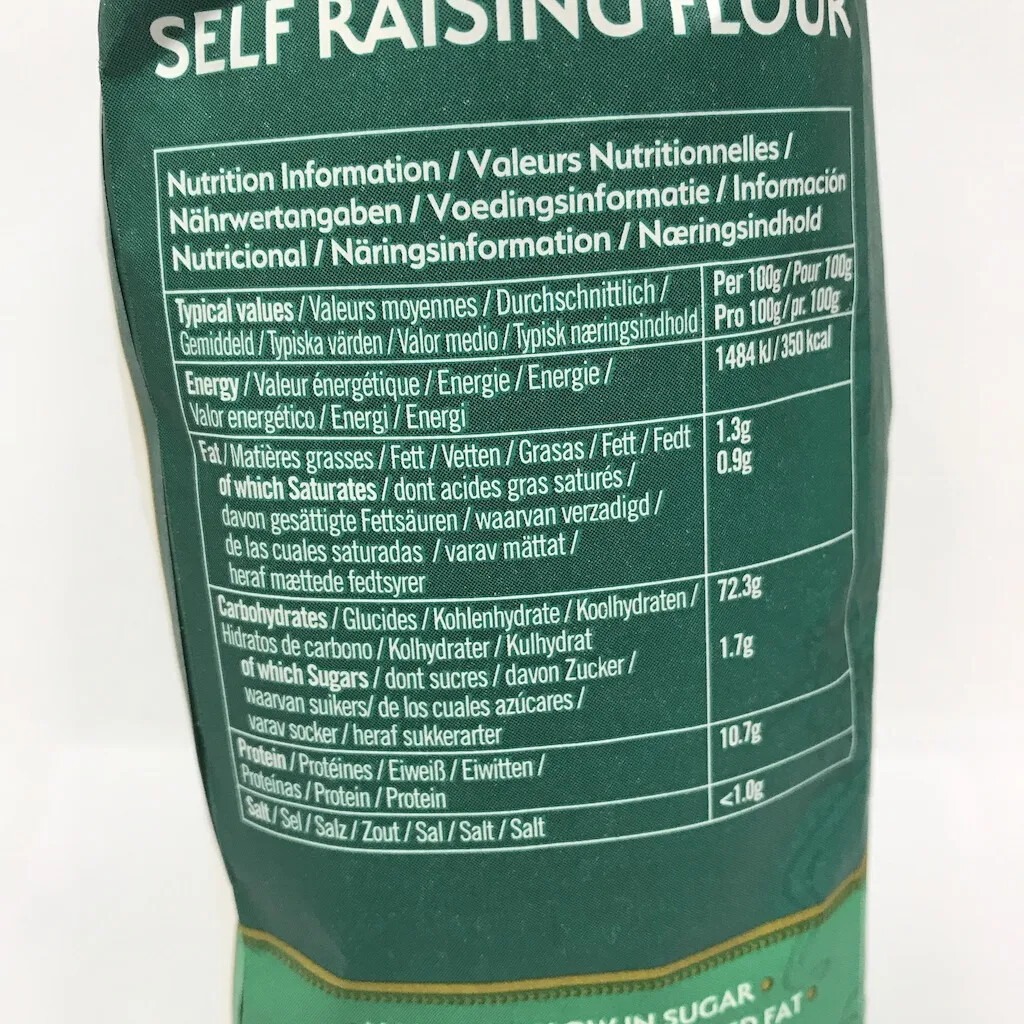 SELF RAISING FLOUR
Nutrition Information / Valeurs Nutritionnelles /
Nährwertangaben / Voedingsinformatie / Información
Nutricional / Näringsinformation / Næringsindhold
Typical values / Valeurs moyennes / Durchschnittlich /
Gemiddeld / Typiska värden / Valor medio / Typisk næringsindhold
Per 100g / Pour 100g
Pro 100g / pr. 100g
Energy / Valeur énergétique / Energie / Energie /
Valor energético / Energi / Energi
1484 kJ / 350 kcal
Fat / Matières grasses / Fett / Vetten / Grasas / Fett / Fedt
1.3g
of which Saturates / dont acides gras saturés /
0.9g
davon gesättigte Fettsäuren / waarvan verzadigd /
de las cuales saturadas / varav mättat /
heraf mættede fedtsyrer
Carbohydrates / Glucides / Kohlenhydrate / Koolhydraten /
72.3g
Hidratos de carbono / Kolhydrater / Kulhydrat
of which Sugars / dont sucres / davon Zucker /
1.7g
waarvan suikers/ de los cuales azúcares /
varav socker / heraf sukkerarter
Protein / Protéines / Eiweiß / Eiwitten /
10.7g
Proteínas / Protein / Protein
Salt / Sel / Salz / Zout / Sal / Salt / Salt
<1.0g
IN SUGAR
FAT